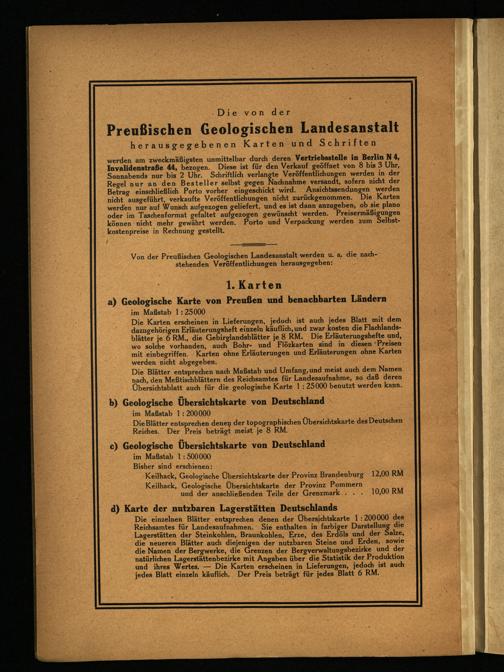 Die von der
Preußischen Geologischen Landesanstalt
herausgegebenen Karten und Schriften
werden am zweckmäßigsten unmittelbar durch deren Vertriebsstelle in Berlin N 4,
Invalidenstraße 44, bezogen. Diese ist für den Verkauf geöffnet von 8 bis 3 Uhr,
Sonnabends nur bis 2 Uhr. Schriftlich verlangte Veröffentlichungen werden in der
Regel nur an den Besteller selbst gegen Nachnahme versandt, sofern nicht der
Betrag einschließlich Porto vorher eingeschickt wird. Ansichtssendungen werden
nicht ausgeführt, verkaufte Veröffentlichungen nicht zurückgenommen. Die Karten
werden nur auf Wunsch aufgezogen geliefert, und es ist dann anzugeben, ob sie plano
oder im Taschenformat gefaltet aufgezogen gewünscht werden. Preisermäßigungen
können nicht mehr gewährt werden. Porto und Verpackung werden zum Selbst-
kostenpreise in Rechnung gestellt.
Von der Preußischen Geologischen Landesanstalt werden u. a. die nach-
stehenden Veröffentlichungen herausgegeben:
1. Karten
a) Geologische Karte von Preußen und benachbarten Ländern
im Maßstab 1 : 25000
Die Karten erscheinen in Lieferungen, jedoch ist auch jedes Blatt mit dem
dazugehörigen Erläuterungsheft einzeln käuflich, und zwar kosten die Flachlands-
blätter je 6 RM., die Gebirgslandsblätter je 8 RM. Die Erläuterungshefte und,
wo solche vorhanden, auch Bohr- und Flözkarten sind in diesen Preisen
mit einbegriffen. Karten ohne Erläuterungen und Erläuterungen ohne Karten
werden nicht abgegeben.
Die Blätter entsprechen nach Maßstab und Umfang, und meist auch dem Namen
nach, den Meßtischblättern des Reichsamtes für Landesaufnahme, so daß deren
Übersichtsblatt auch für die geologische Karte 1 : 25000 benutzt werden kann.
b) Geologische Übersichtskarte von Deutschland
im Maßstab 1 : 200000
Die Blätter entsprechen denen der topographischen Übersichtskarte des Deutschen
Reiches. Der Preis beträgt meist je 8 RM.
c) Geologische Übersichtskarte von Deutschland
im Maßstab 1 : 500000
Bisher sind erschienen:
Keilhack, Geologische Übersichtskarte der Provinz Brandenburg 12,00 RM
Keilhack, Geologische Übersichtskarte der Provinz Pommern
und der anschließenden Teile der Grenzmark . . . . 10,00 RM
d) Karte der nutzbaren Lagerstätten Deutschlands
Die einzelnen Blätter entsprechen denen der Übersichtskarte 1 : 200000 des
Reichsamtes für Landesaufnahme. Sie enthalten in farbiger Darstellung die
Lagerstätten der Steinkohlen, Braunkohlen, Erze, des Erdöls und der Salze,
die neueren Blätter auch diejenigen der nutzbaren Steine und Erden, sowie
die Namen der Bergwerke, die Grenzen der Bergverwaltungsbezirke und der
natürlichen Lagerstättenbezirke mit Angaben über die Statistik der Produktion
und ihres Wertes. — Die Karten erscheinen in Lieferungen, jedoch ist auch
jedes Blatt einzeln käuflich. Der Preis beträgt für jedes Blatt 6 RM.